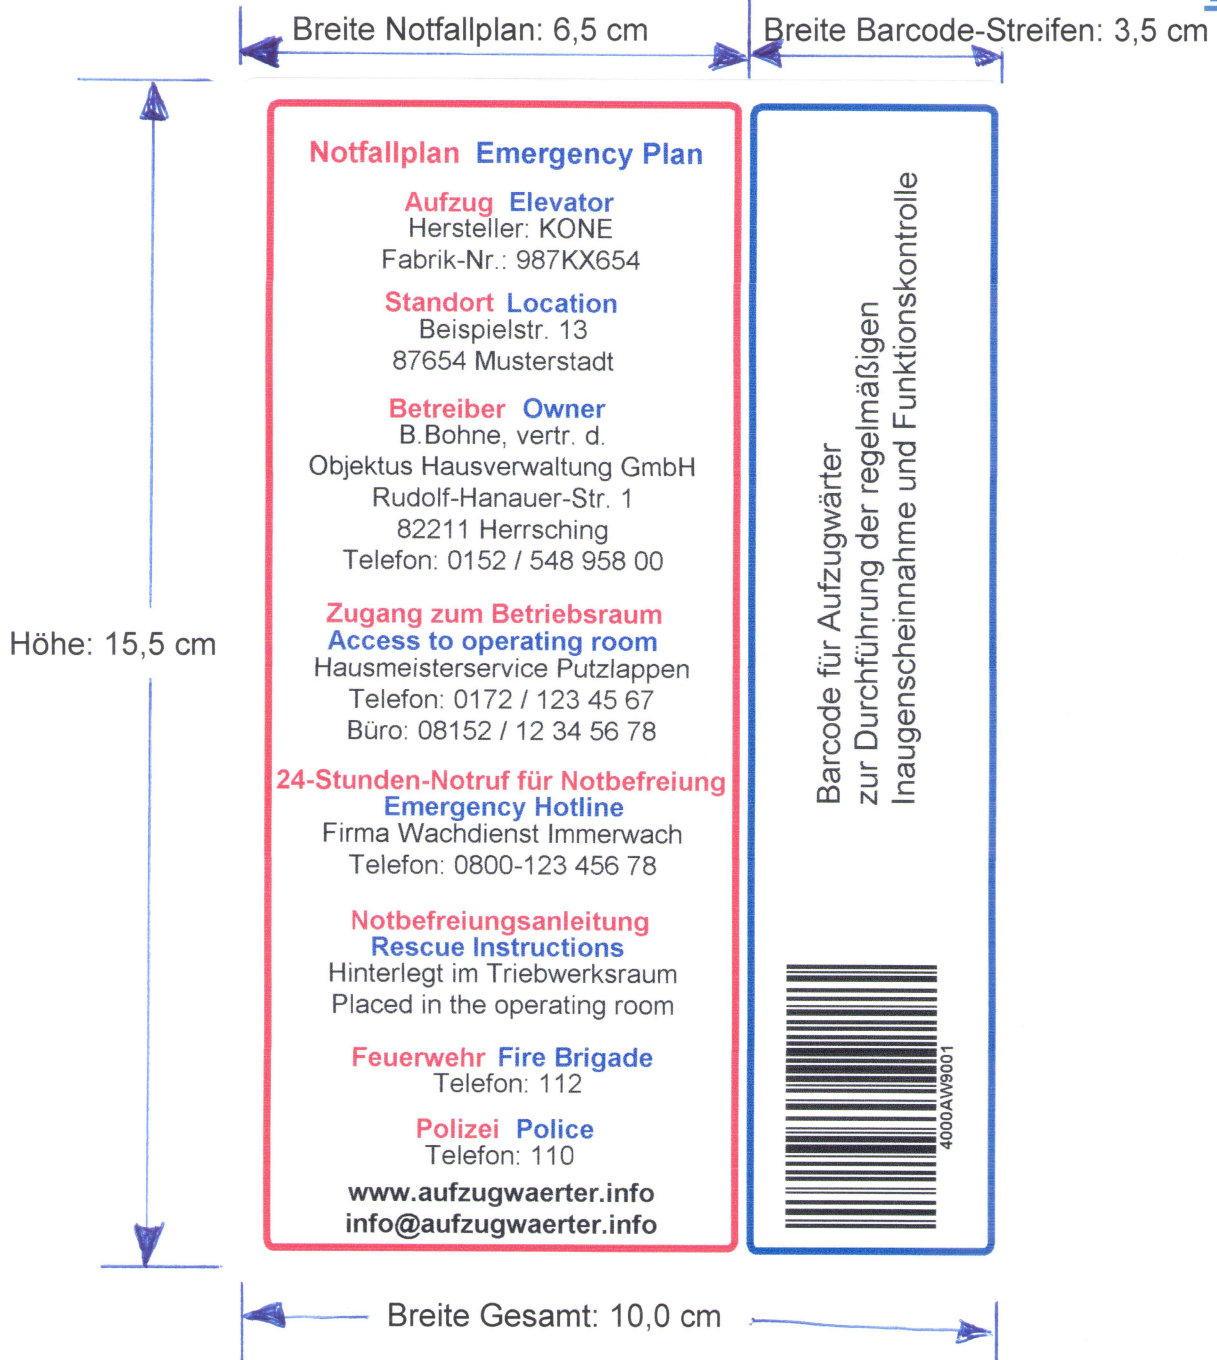 Breite Notfallplan: 6,5 cm
Breite Barcode-Streifen: 3,5 cm
Höhe: 15,5 cm
Notfallplan Emergency Plan
Aufzug Elevator
Hersteller: KONE
Fabrik-Nr.: 987KX654
Standort Location
Beispielstr. 13
87654 Musterstadt
Betreiber Owner
B.Bohne, vertr. d.
Objektus Hausverwaltung GmbH
Rudolf-Hanauer-Str. 1
82211 Herrsching
Telefon: 0152 / 548 958 00
Zugang zum Betriebsraum
Access to operating room
Hausmeisterservice Putzlappen
Telefon: 0172 / 123 45 67
Büro: 08152 / 12 34 56 78
24-Stunden-Notruf für Notbefreiung
Emergency Hotline
Firma Wachdienst Immerwach
Telefon: 0800-123 456 78
Notbefreiungsanleitung
Rescue Instructions
Hinterlegt im Triebwerksraum
Placed in the operating room
Feuerwehr Fire Brigade
Telefon: 112
Polizei Police
Telefon: 110
www.aufzugwaerter.info
info@aufzugwaerter.info
Barcode für Aufzugwärter
zur Durchführung der regelmäßigen
Inaugenscheinnahme und Funktionskontrolle
4000AW9001
Breite Gesamt: 10,0 cm